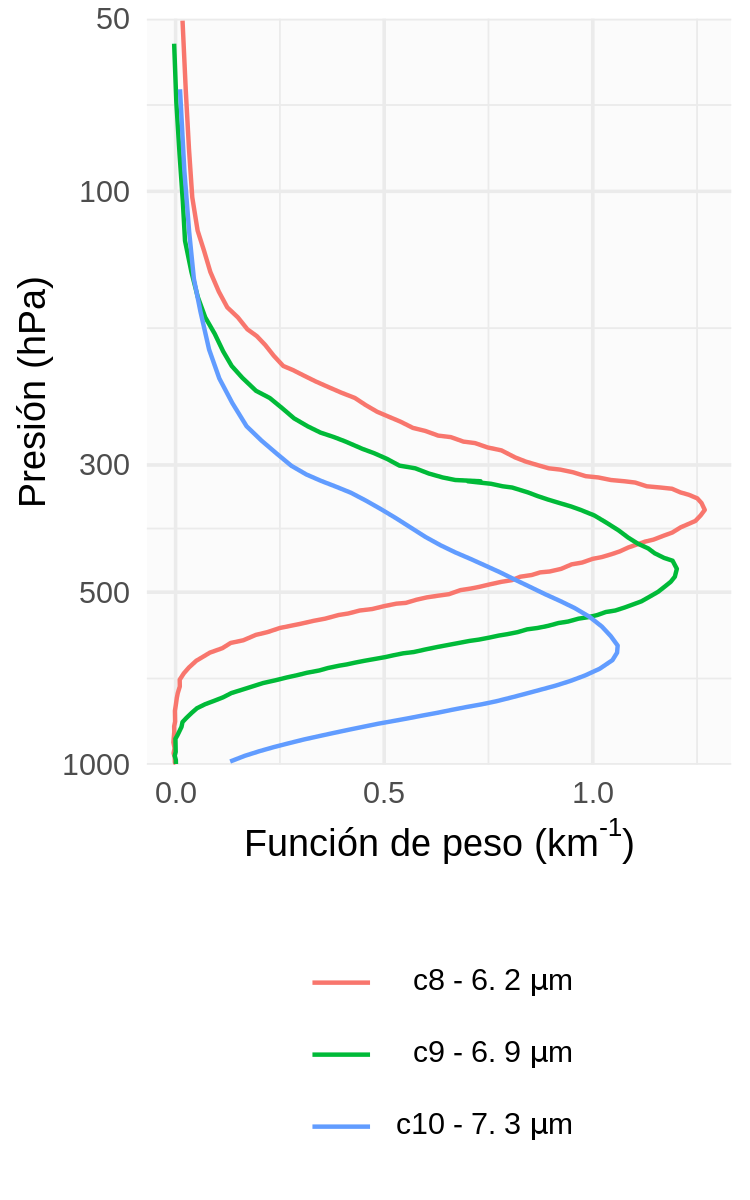 50
100
300
500
1000
Presión (hPa)
0.0 0.5 1.0
Función de peso (km-1)
c8 - 6. 2 µm
c9 - 6. 9 µm
c10 - 7. 3 µm